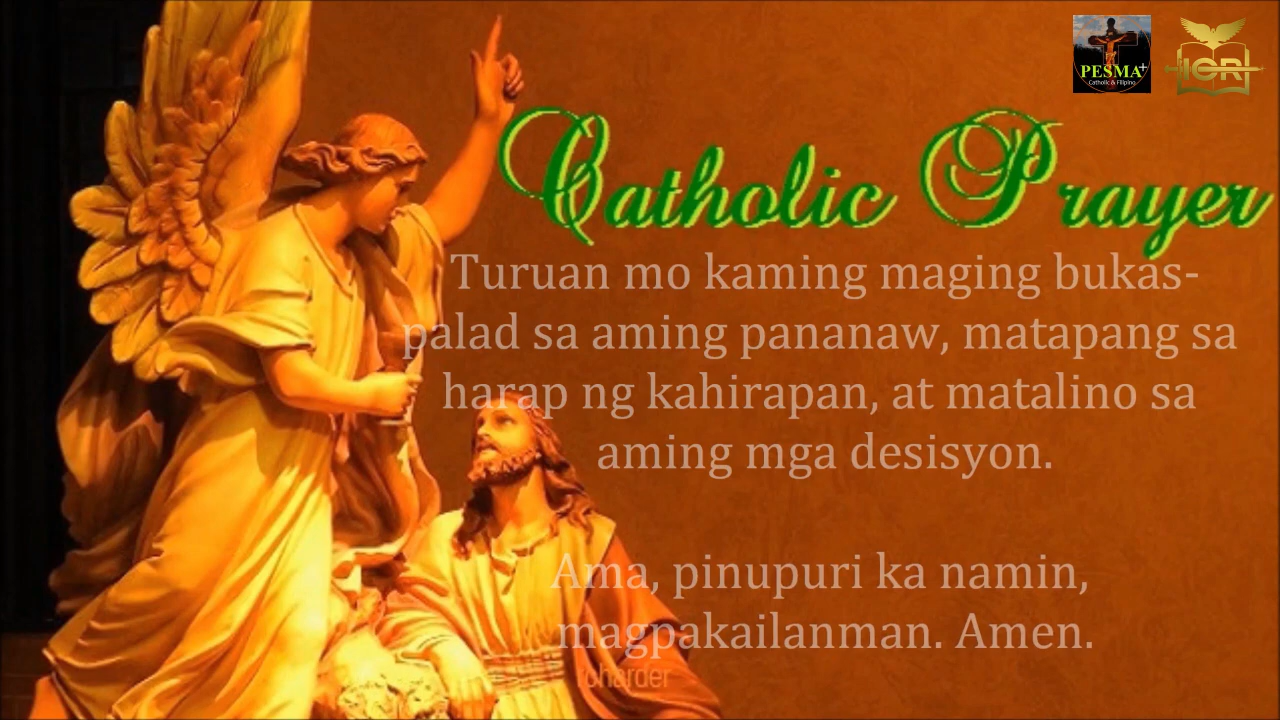 PESMA+
Catholic & Filipino
ICR
Catholic Prayer
Turuan mo kaming maging bukas-
palad sa aming pananaw, matapang sa
harap ng kahirapan, at matalino sa
aming mga desisyon.
Ama, pinupuri ka namin,
magpakailanman. Amen.